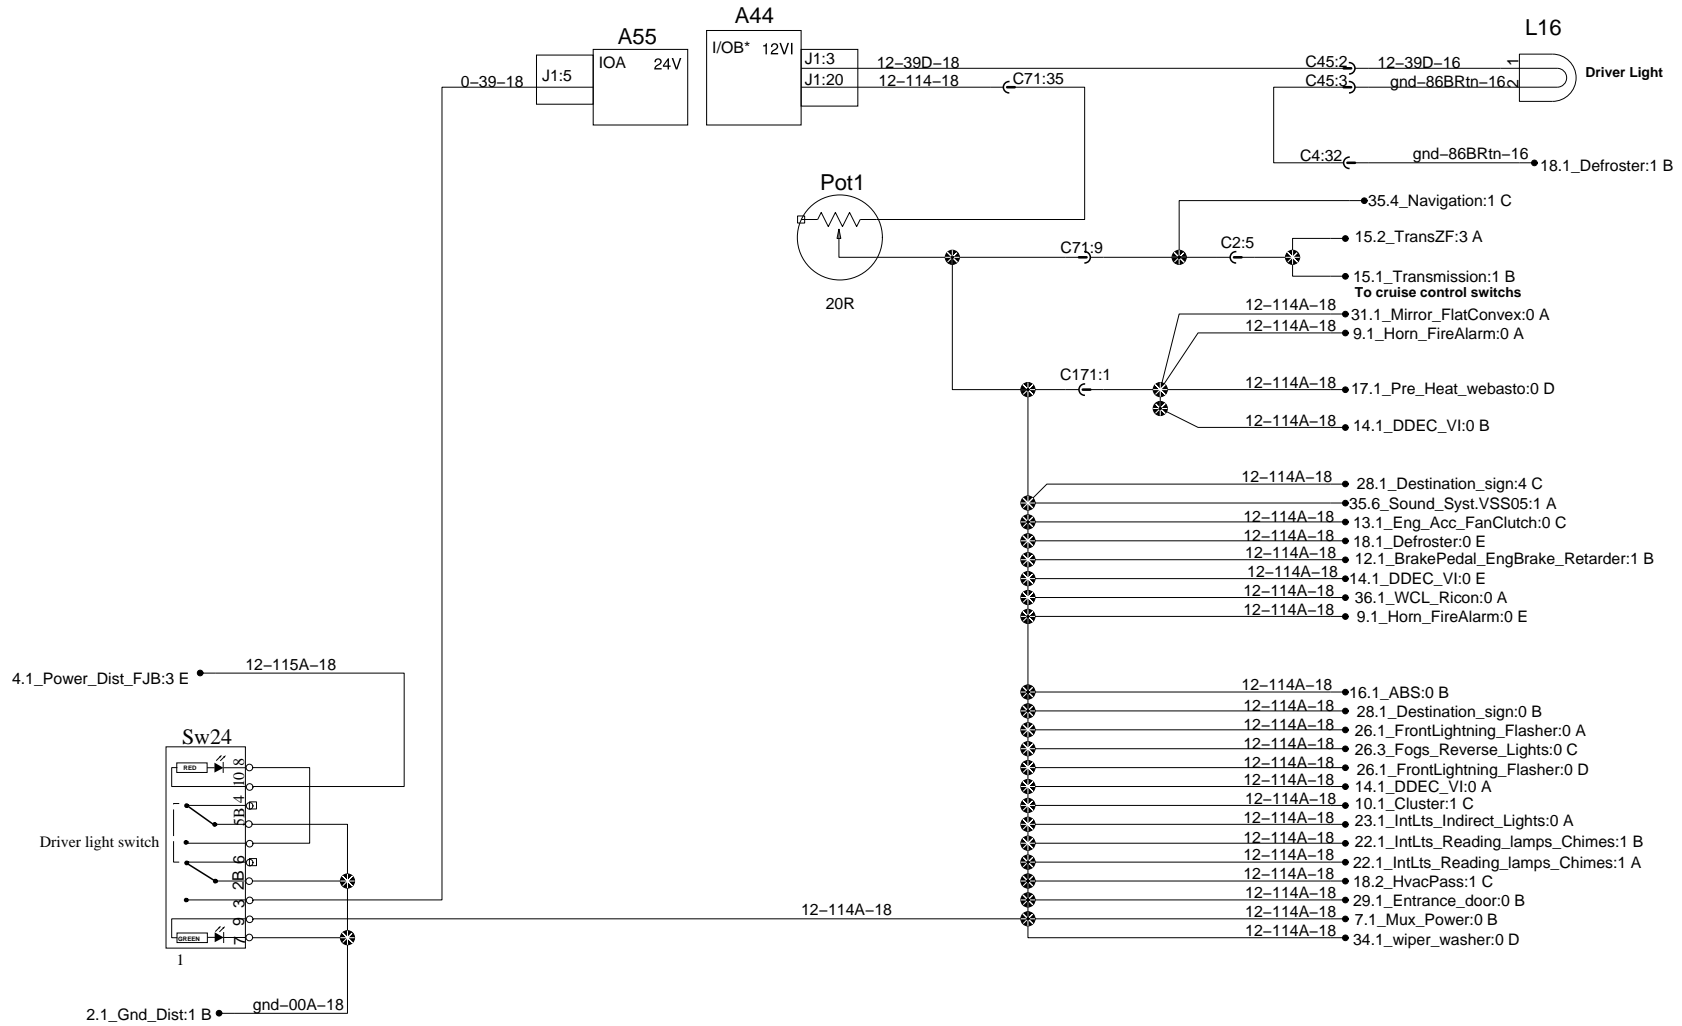 A55
A44
L16
IOA 24V
I/OB* 12VI
J1:5
J1:3
J1:20
0-39-18
12-39D-18
12-114-18
C71:35
C45:2
12-39D-16
C45:3
gnd-86BRtn-16
1
2
Driver Light
C4:32
gnd-86BRtn-16
18.1_Defroster:1 B
Pot1
20R
35.4_Navigation:1 C
C71:9
C2:5
15.2_TransZF:3 A
15.1_Transmission:1 B
To cruise control switchs
12-114A-18
31.1_Mirror_FlatConvex:0 A
12-114A-18
9.1_Horn_FireAlarm:0 A
C171:1
12-114A-18
17.1_Pre_Heat_webasto:0 D
12-114A-18
14.1_DDEC_VI:0 B
12-114A-18
28.1_Destination_sign:4 C
35.6_Sound_Syst.VSS05:1 A
12-114A-18
13.1_Eng_Acc_FanClutch:0 C
12-114A-18
18.1_Defroster:0 E
12-114A-18
12.1_BrakePedal_EngBrake_Retarder:1 B
12-114A-18
14.1_DDEC_VI:0 E
12-114A-18
36.1_WCL_Ricon:0 A
12-114A-18
9.1_Horn_FireAlarm:0 E
12-114A-18
16.1_ABS:0 B
12-114A-18
28.1_Destination_sign:0 B
12-114A-18
26.1_FrontLightning_Flasher:0 A
12-114A-18
26.3_Fogs_Reverse_Lights:0 C
12-114A-18
26.1_FrontLightning_Flasher:0 D
12-114A-18
14.1_DDEC_VI:0 A
12-114A-18
10.1_Cluster:1 C
12-114A-18
23.1_IntLts_Indirect_Lights:0 A
12-114A-18
22.1_IntLts_Reading_lamps_Chimes:1 B
12-114A-18
22.1_IntLts_Reading_lamps_Chimes:1 A
12-114A-18
18.2_HvacPass:1 C
12-114A-18
29.1_Entrance_door:0 B
12-114A-18
7.1_Mux_Power:0 B
12-114A-18
34.1_wiper_washer:0 D
12-114A-18
4.1_Power_Dist_FJB:3 E
12-115A-18
Sw24
RED
8
10
4
5B
Driver light switch
6
2B
3
9
GREEN
7
1
2.1_Gnd_Dist:1 B
gnd-00A-18